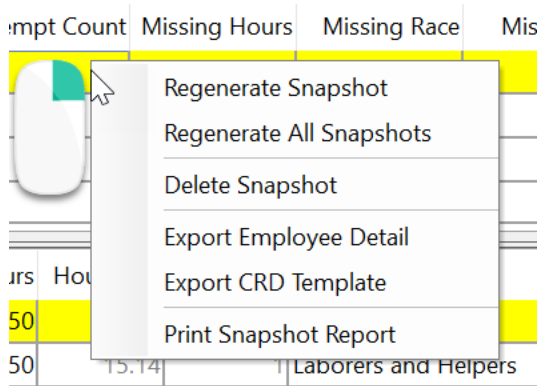 empt Count Missing Hours Missing Race Mis
Regenerate Snapshot
Regenerate All Snapshots
Delete Snapshot
Export Employee Detail
urs Hou
Export CRD Template
50
Print Snapshot Report
50 15.14 1 Laborers and Helpers